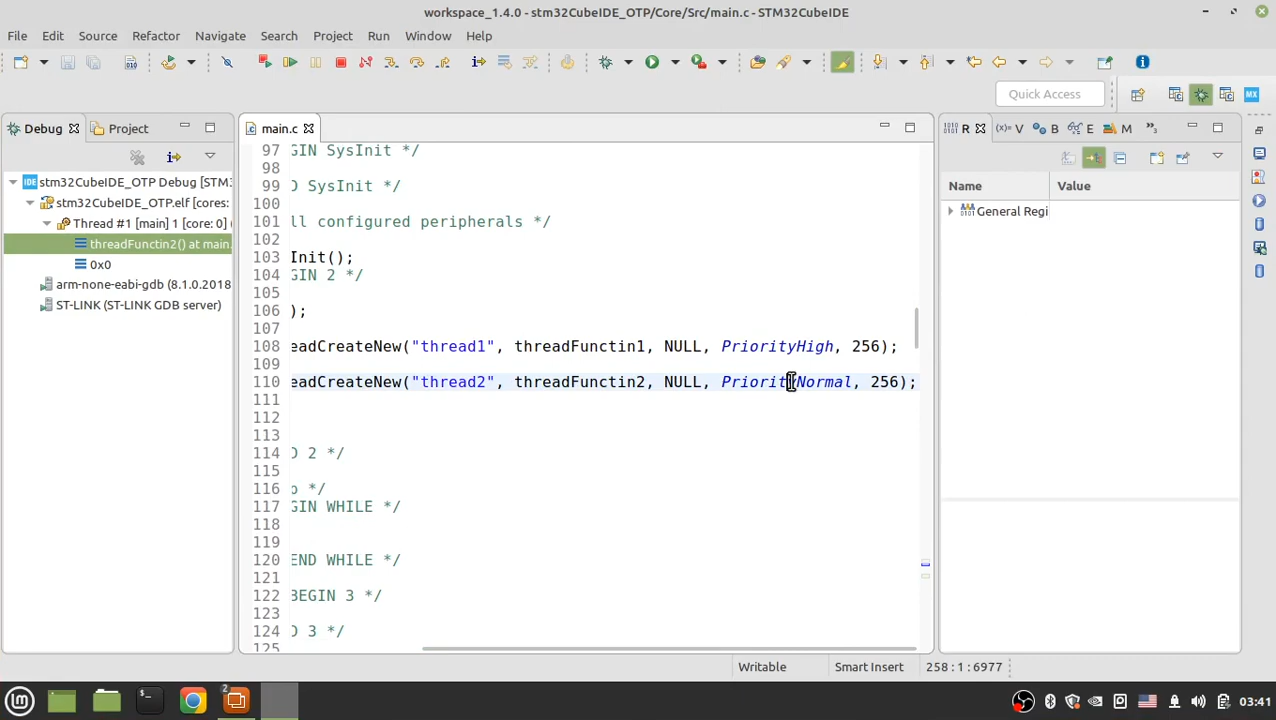 workspace_1.4.0 - stm32CubeIDE_OTP/Core/Src/main.c - STM32CubeIDE
File Edit Source Refactor Navigate Search Project Run Window Help
Quick Access
MX
Debug
Project
main.c
R
V
B
E
M
IDE stm32CubeIDE_OTP Debug [STM3
stm32CubeIDE_OTP.elf [cores:
Thread #1 [main] 1 [core: 0]
threadFunctin2() at main.
0x0
arm-none-eabi-gdb (8.1.0.2018
ST-LINK (ST-LINK GDB server)
97 GIN SysInit */
98
99 D SysInit */
100
101 ll configured peripherals */
102
103 Init();
104 GIN 2 */
105
106 );
107
108 eadCreateNew("thread1", threadFunctin1, NULL, PriorityHigh, 256);
109
110 eadCreateNew("thread2", threadFunctin2, NULL, PriorityNormal, 256);
111
112
113
114 D 2 */
115
116 p */
117 GIN WHILE */
118
119
120 END WHILE */
121
122 BEGIN 3 */
123
124 D 3 */
125
Name Value
General Regi
Writable Smart Insert 258 : 1 : 6977
2
03:41